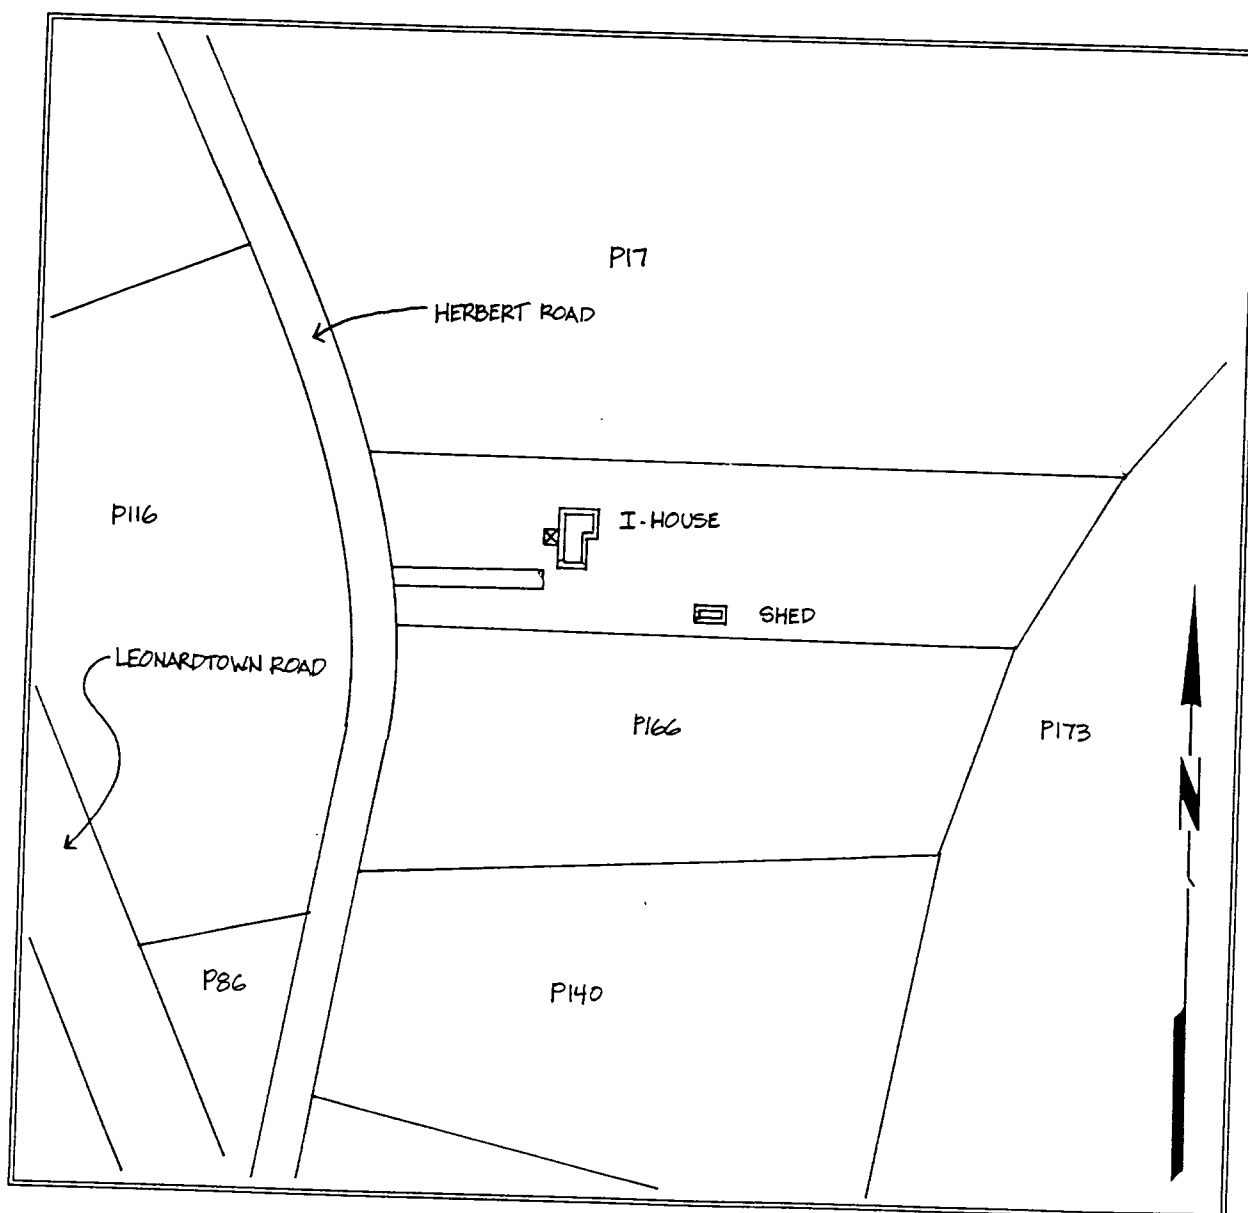 P17
HERBERT ROAD
P116
I-HOUSE
SHED
LEONARDTOWN ROAD
P166
P173
N
P86
P140